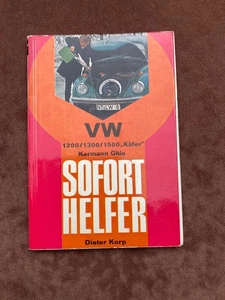 VW
1200/1300/1500„Käfer"
Karmann Ghia
SOFORT
HELFER
Dieter Korp